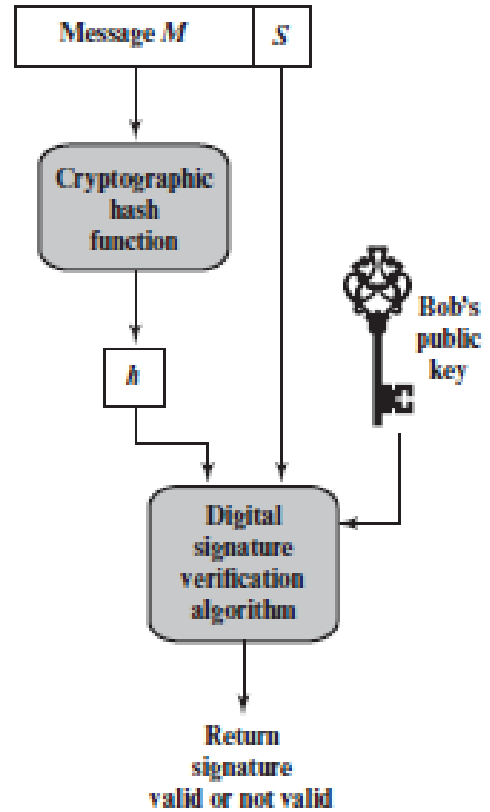 Message M
S
Cryptographic
hash
function
Bob's
public
key
h
Digital
signature
verification
algorithm
Return
signature
valid or not valid